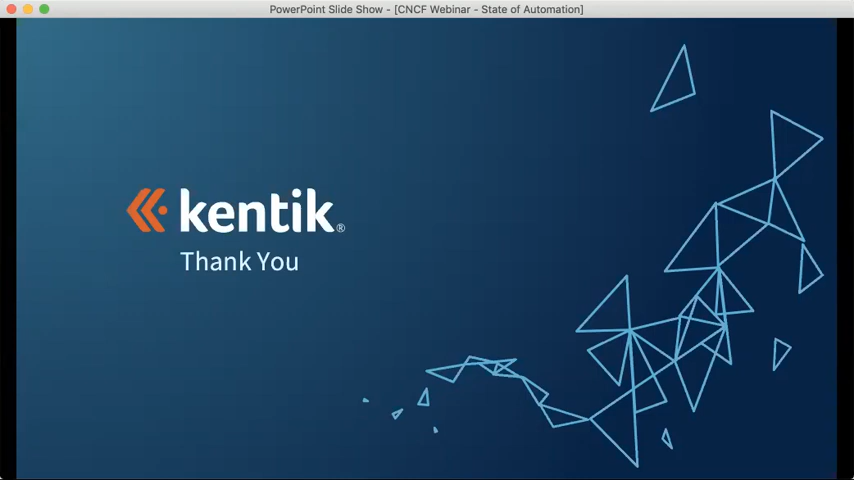 PowerPoint Slide Show - [CNCF Webinar - State of Automation]
kentik®
Thank You